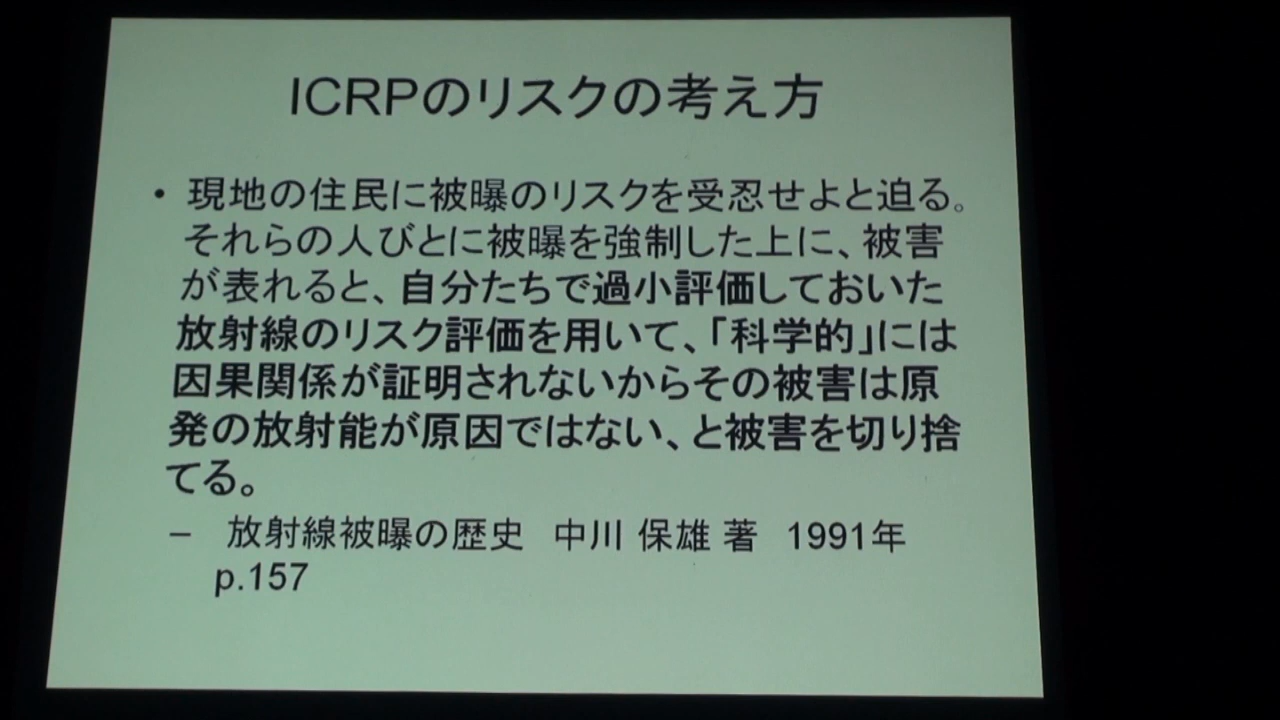 ICRPのリスクの考え方
• 現地の住民に被曝のリスクを受忍せよと迫る。
それらの人びとに被曝を強制した上に、被害
が表れると、自分たちで過小評価しておいた
放射線のリスク評価を用いて、「科学的」には
因果関係が証明されないからその被害は原
発の放射能が原因ではない、と被害を切り捨
てる。
– 放射線被曝の歴史 中川 保雄 著 1991年
p.157